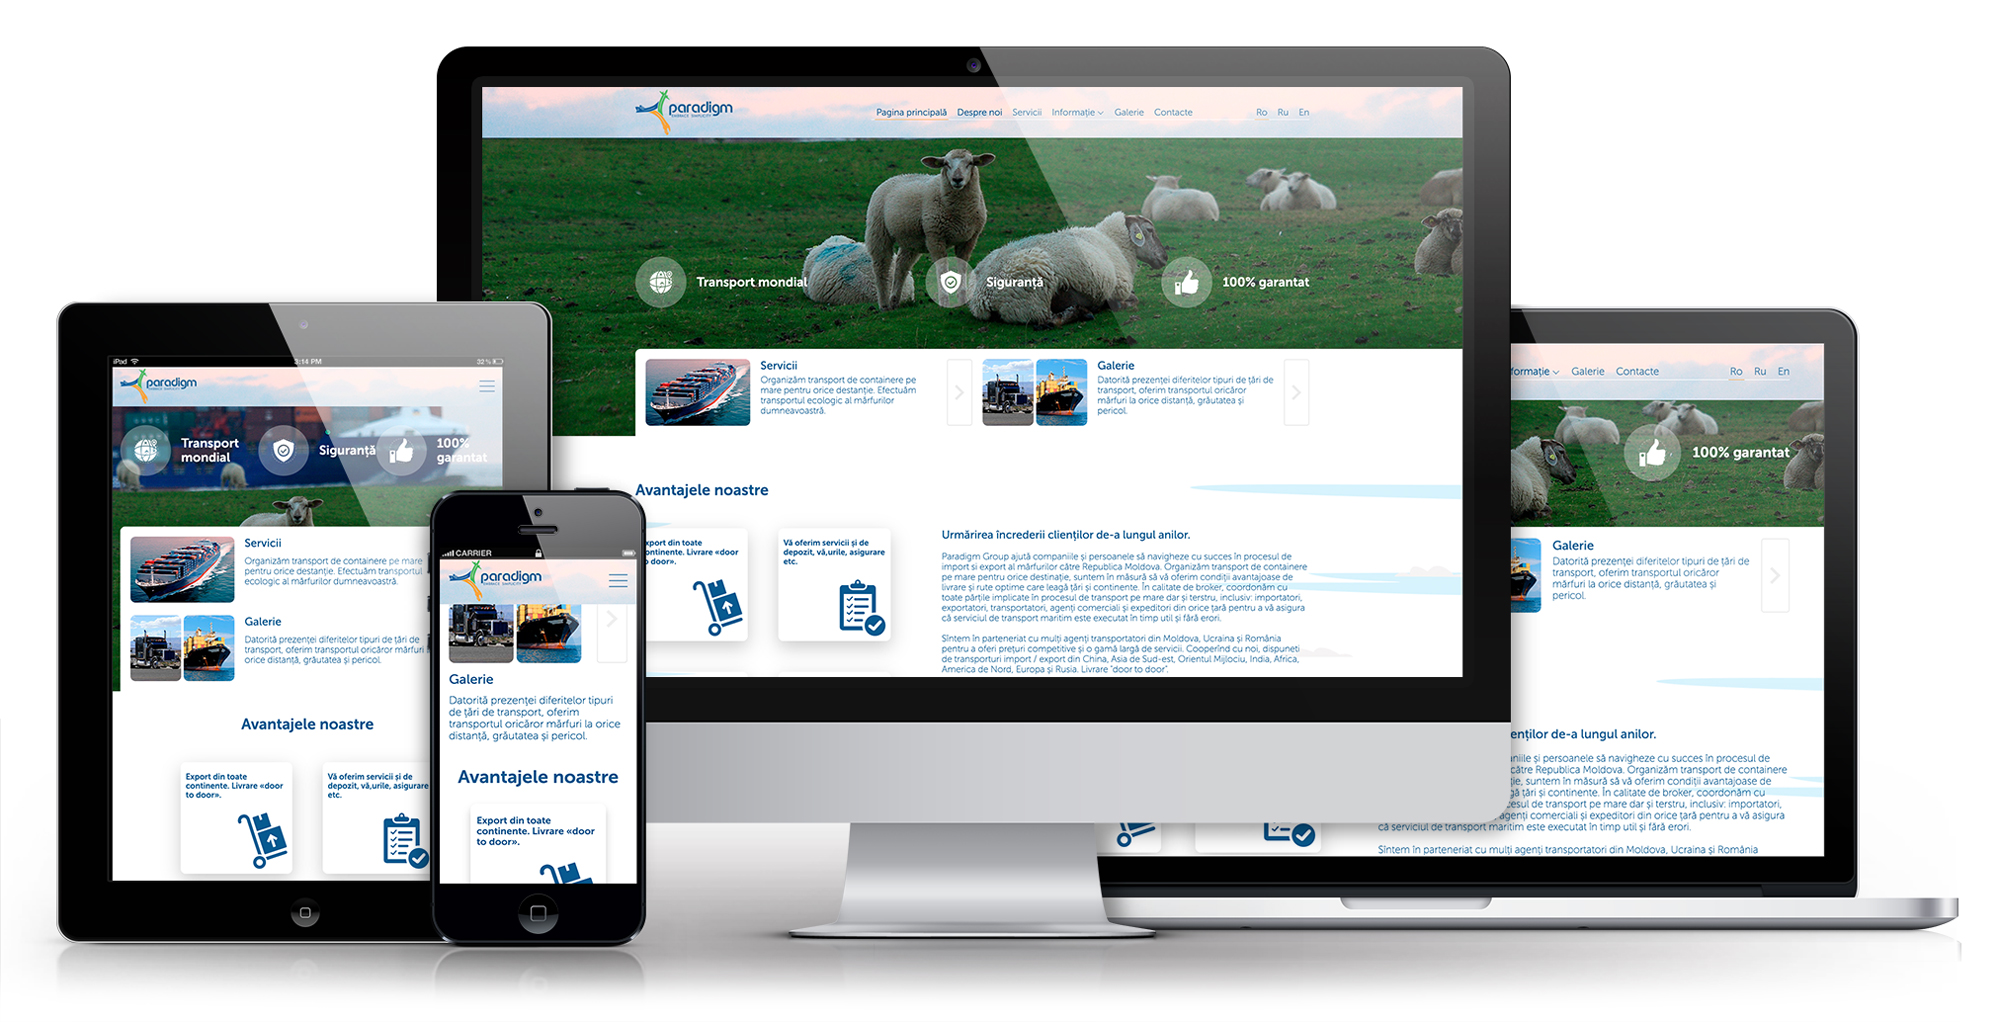 paradigm
EMBRACE SIMPLICITY
Pagina principală Despre noi Servicii Informație Galerie Contacte Ro Ru En
Transport mondial
Siguranță
100% garantat
Servicii
Organizăm transport de containere pe
mare pentru orice destanție. Efectuăm
transportul ecologic al mărfurilor
dumneavoastră.
Galerie
Datorită prezenței diferitelor tipuri de țări de
transport, oferim transportul oricăror
mărfuri la orice distanță, grăutatea și
pericol.
Avantajele noastre
xport din toate
ontinente. Livrare «door
to door».
Vă oferim servicii și de
depozit, vă,urile, asigurare
etc.
Urmărirea încrederii clienților de-a lungul anilor.
Paradigm Group ajută companiile și persoanele să navigheze cu succes în procesul de
import si export al mărfurilor către Republica Moldova. Organizăm transport de containere
pe mare pentru orice destinație, suntem în măsură să vă oferim condiții avantajoase de
livrare și rute optime care leagă țări și continente. În calitate de broker, coordonăm cu
toate părțile implicate în procesul de transport pe mare dar și terstru, inclusiv: importatori,
exportatori, transportatori, agenți comerciali și expeditori din orice țară pentru a vă asigura
că serviciul de transport maritim este executat în timp util și fără erori.
Sîntem în parteneriat cu mulți agenți transportatori din Moldova, Ucraina și România
pentru a oferi prețuri competitive și o gamă largă de servicii. Cooperînd cu noi, dispuneti
de transporturi import / export din China, Asia de Sud-est, Orientul Mijlociu, India, Africa,
America de Nord, Europa și Rusia. Livrare "door to door".
iPad 3:14 PM 32 %
paradigm
EMBRACE SIMPLICITY
Transport
mondial
Siguranță
100%
garantat
Servicii
Organizăm transport de containere pe mare
pentru orice destanție. Efectuăm transportul
ecologic al mărfurilor dumneavoastră.
Galerie
Datorită prezenței diferitelor tipuri de țări de
transport, oferim transportul oricăror mărfuri
orice distanță, grăutatea și pericol.
Avantajele noastre
Export din toate
continente. Livrare «door
to door».
Vă oferim servicii și de
depozit, vă,urile, asigurare
etc.
CARRIER
paradigm
EMBRACE SIMPLICITY
Galerie
Datorită prezenței diferitelor tipuri
de țări de transport, oferim
transportul oricăror mărfuri la orice
distanță, grăutatea și pericol.
Avantajele noastre
Export din toate
continente. Livrare «door
to door».
formație Galerie Contacte Ro Ru En
100% garantat
Galerie
Datorită prezenței diferitelor tipuri de țări de
transport, oferim transportul oricăror
mărfuri la orice distanță, grăutatea și
pericol.
enților de-a lungul anilor.
niile și persoanele să navigheze cu succes în procesul de
către Republica Moldova. Organizăm transport de containere
ție, suntem în măsură să vă oferim condiții avantajoase de
gă țări și continente. În calitate de broker, coordonăm cu
esul de transport pe mare dar și terstru, inclusiv: importatori,
agenți comerciali și expeditori din orice țară pentru a vă asigura
că serviciul de transport maritim este executat în timp util și fără erori.
Sîntem în parteneriat cu mulți agenți transportatori din Moldova, Ucraina și România